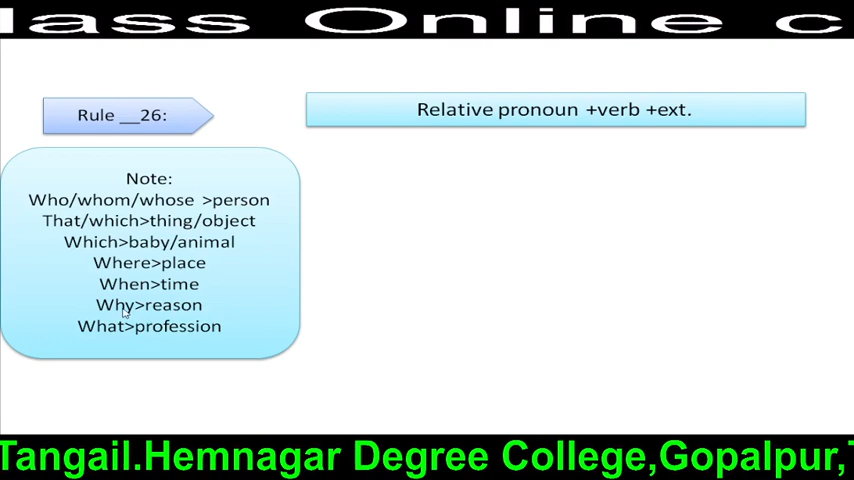 lass Online c
Rule __26:
Relative pronoun +verb +ext.
Note:
Who/whom/whose >person
That/which>thing/object
Which>baby/animal
Where>place
When>time
Why>reason
What>profession
Tangail.Hemnagar Degree College,Gopalpur,T